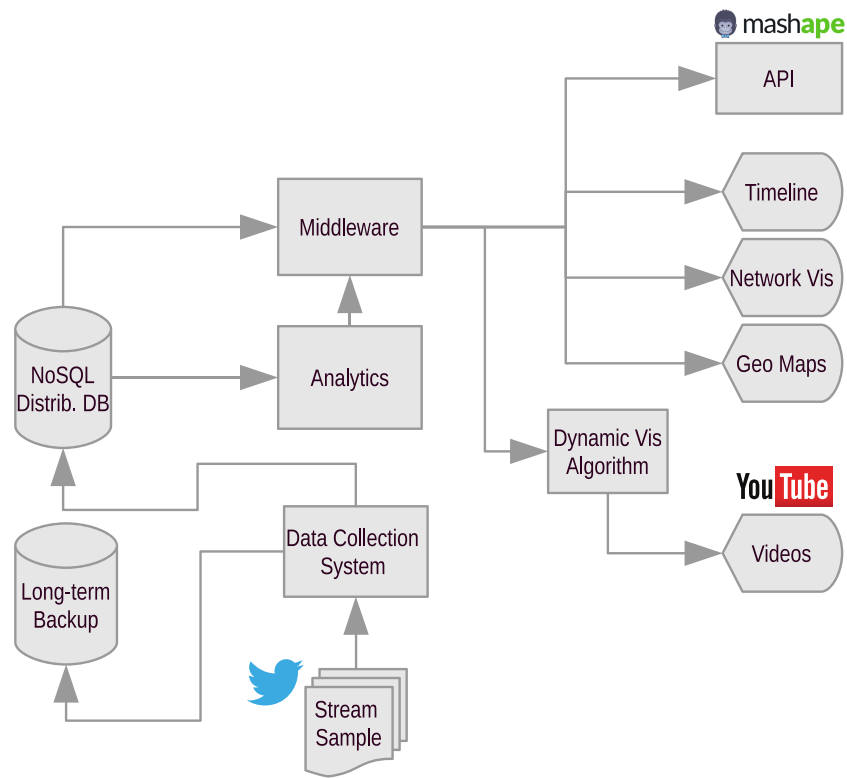 mashape
API
Timeline
Middleware
Network Vis
NoSQL
Distrib. DB
Analytics
Geo Maps
Dynamic Vis
Algorithm
YouTube
Videos
Data Collection
System
Long-term
Backup
Stream
Sample